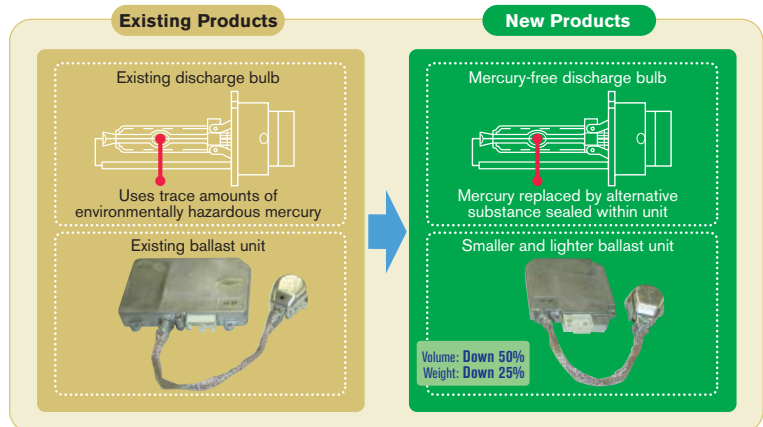 Existing Products
Existing discharge bulb
Uses trace amounts of
environmentally hazardous mercury
Existing ballast unit
New Products
Mercury-free discharge bulb
Mercury replaced by alternative
substance sealed within unit
Smaller and lighter ballast unit
Volume: Down 50%
Weight: Down 25%